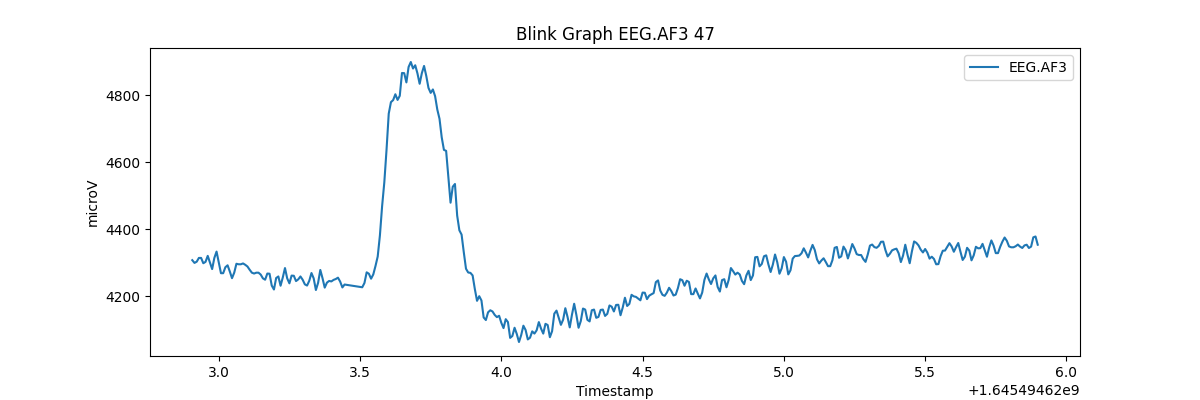 Blink Graph EEG.AF3 47
EEG.AF3
4800
4600
4400
4200
microV
3.0 3.5 4.0 4.5 5.0 5.5 6.0
Timestamp
+1.64549462e9